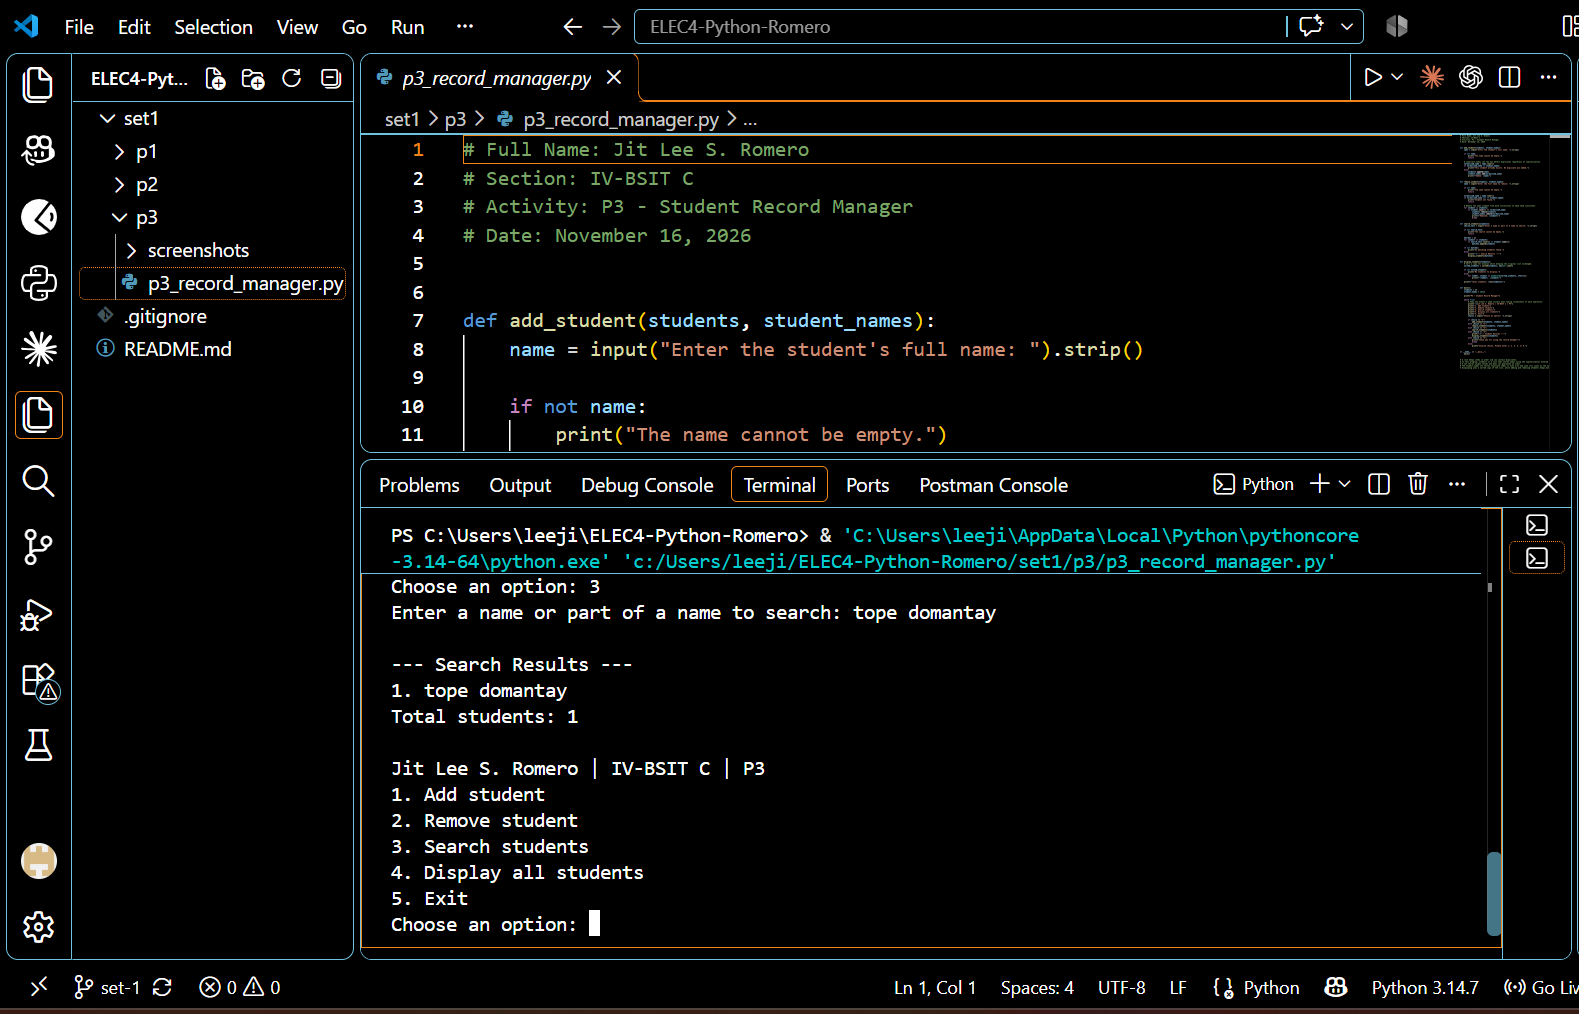 File Edit Selection View Go Run ···
ELEC4-Python-Romero
ELEC4-Pyt...
set1
p1
p2
p3
screenshots
p3_record_manager.py
.gitignore
README.md
p3_record_manager.py
set1 > p3 > p3_record_manager.py > ...
1 # Full Name: Jit Lee S. Romero
2 # Section: IV-BSIT C
3 # Activity: P3 - Student Record Manager
4 # Date: November 16, 2026
5
6
7 def add_student(students, student_names):
8 name = input("Enter the student's full name: ").strip()
9
10 if not name:
11 print("The name cannot be empty.")
Problems Output Debug Console Terminal Ports Postman Console
Python
PS C:\Users\leeji\ELEC4-Python-Romero> & 'C:\Users\leeji\AppData\Local\Python\pythoncore
-3.14-64\python.exe' 'c:/Users/leeji/ELEC4-Python-Romero/set1/p3/p3_record_manager.py'
Choose an option: 3
Enter a name or part of a name to search: tope domantay
--- Search Results ---
1. tope domantay
Total students: 1
Jit Lee S. Romero | IV-BSIT C | P3
1. Add student
2. Remove student
3. Search students
4. Display all students
5. Exit
Choose an option:
set-1 0 0 Ln 1, Col 1 Spaces: 4 UTF-8 LF Python Python 3.14.7 Go Liv